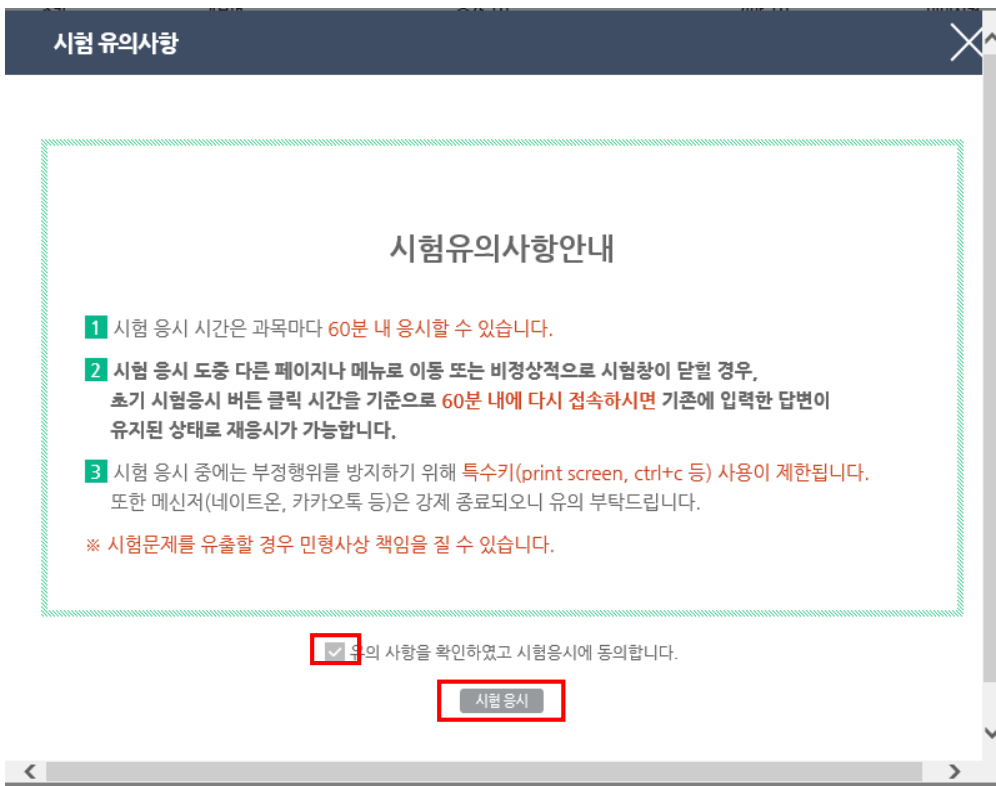 시험 유의사항
시험유의사항안내
1 시험 응시 시간은 과목마다 60분 내 응시할 수 있습니다.
2 시험 응시 도중 다른 페이지나 메뉴로 이동 또는 비정상적으로 시험창이 닫힐 경우,
초기 시험응시 버튼 클릭 시간을 기준으로 60분 내에 다시 접속하시면 기존에 입력한 답변이
유지된 상태로 재응시가 가능합니다.
3 시험 응시 중에는 부정행위를 방지하기 위해 특수키(print screen, ctrl+c 등) 사용이 제한됩니다.
또한 메신저(네이트온, 카카오톡 등)은 강제 종료되오니 유의 부탁드립니다.
※ 시험문제를 유출할 경우 민형사상 책임을 질 수 있습니다.
유의 사항을 확인하였고 시험응시에 동의합니다.
시험 응시